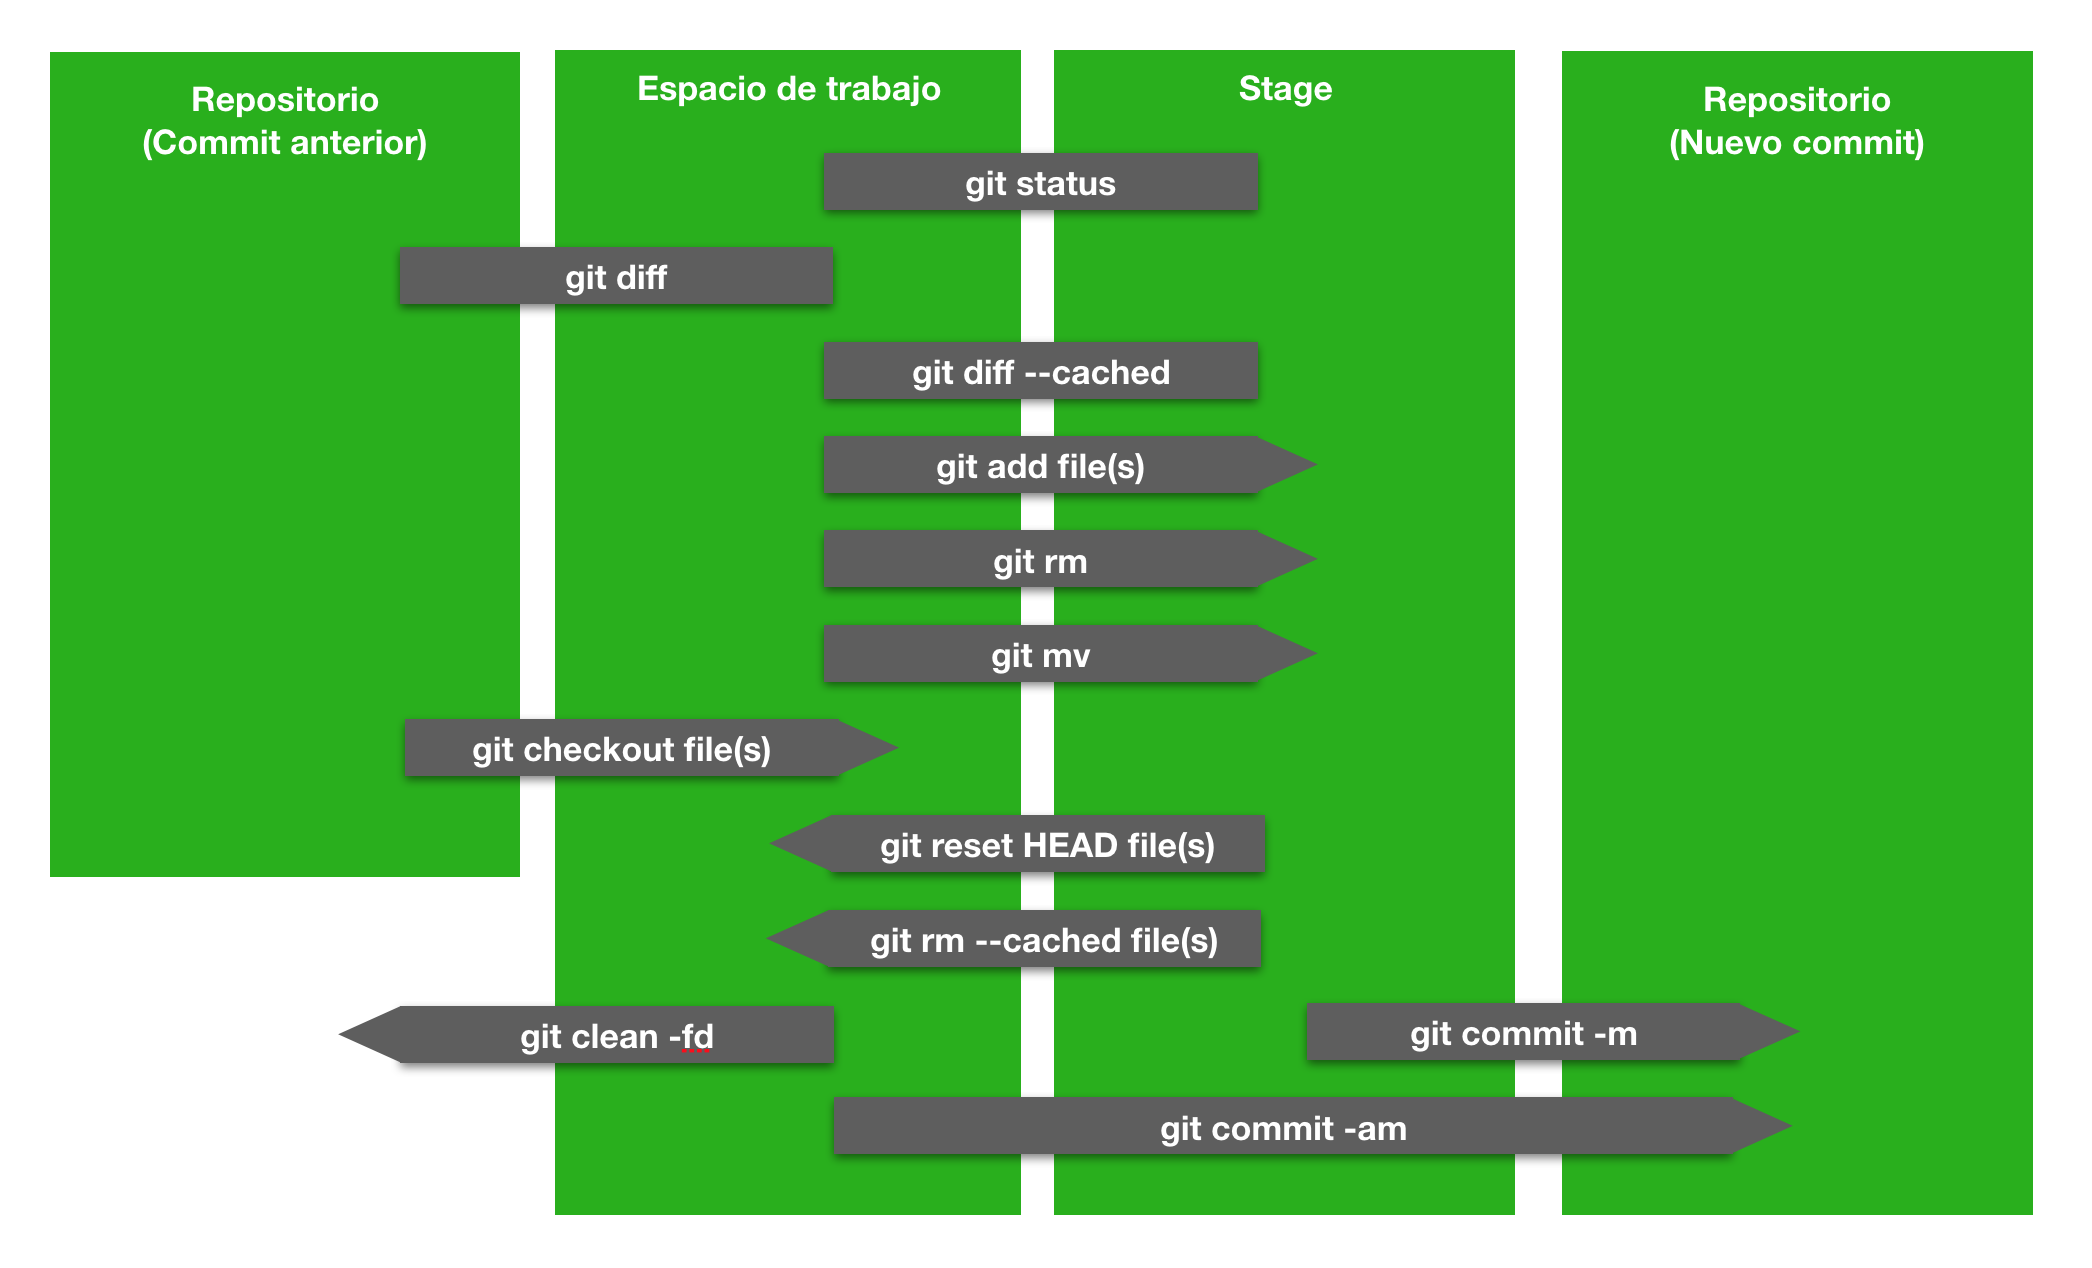 Repositorio
(Commit anterior)
Espacio de trabajo
Stage
Repositorio
(Nuevo commit)
git status
git diff
git diff --cached
git add file(s)
git rm
git mv
git checkout file(s)
git reset HEAD file(s)
git rm --cached file(s)
git clean -fd
git commit -m
git commit -am